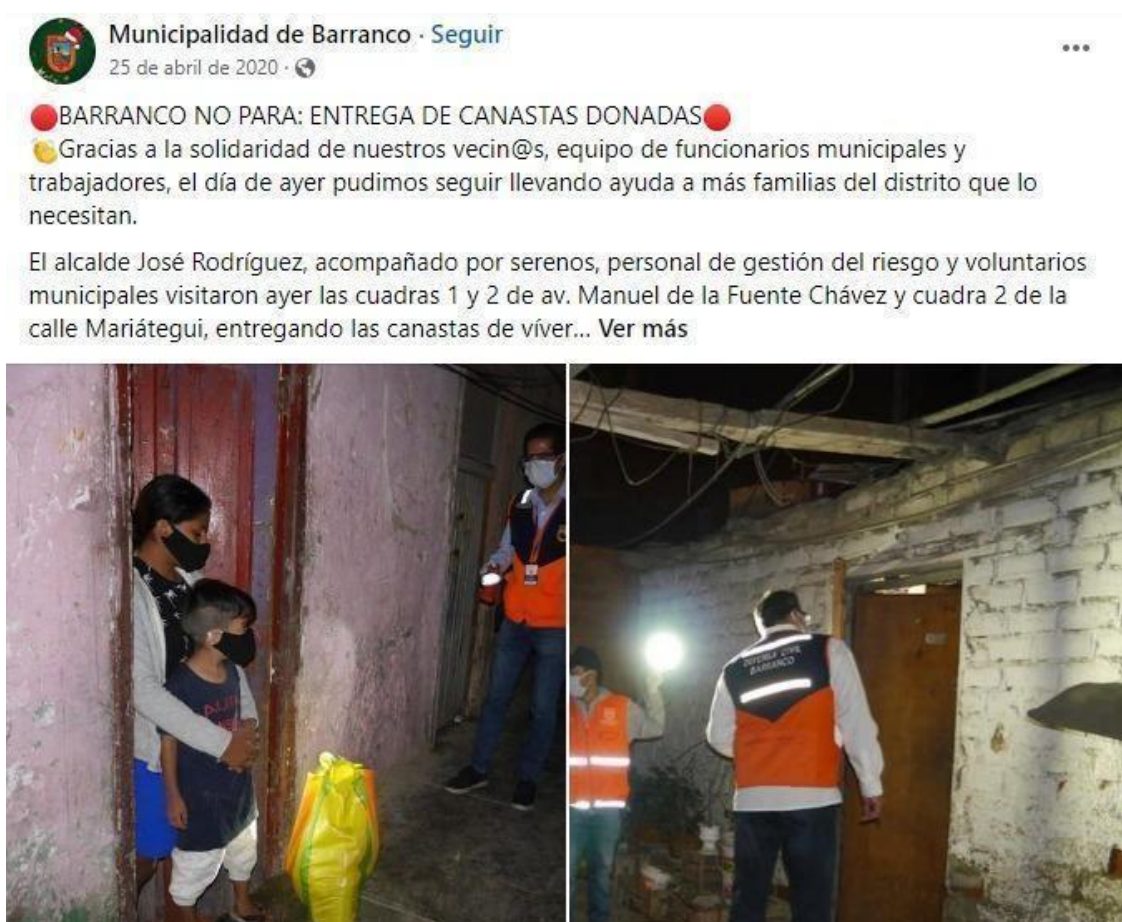 Municipalidad de Barranco · Seguir
25 de abril de 2020 ·
🔴BARRANCO NO PARA: ENTREGA DE CANASTAS DONADAS🔴
👏Gracias a la solidaridad de nuestros vecin@s, equipo de funcionarios municipales y
trabajadores, el día de ayer pudimos seguir llevando ayuda a más familias del distrito que lo
necesitan.
El alcalde José Rodríguez, acompañado por serenos, personal de gestión del riesgo y voluntarios
municipales visitaron ayer las cuadras 1 y 2 de av. Manuel de la Fuente Chávez y cuadra 2 de la
calle Mariátegui, entregando las canastas de víver... Ver más
DEFENSA CIVIL
BARRANCO